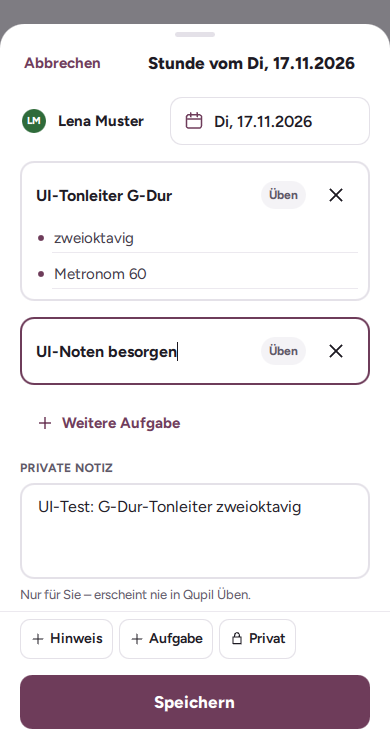 Abbrechen Stunde vom Di, 17.11.2026
LM Lena Muster Di, 17.11.2026
UI-Tonleiter G-Dur Üben
zweioktavig
Metronom 60
UI-Noten besorgen Üben
Weitere Aufgabe
PRIVATE NOTIZ
UI-Test: G-Dur-Tonleiter zweioktavig
Nur für Sie – erscheint nie in Qupil Üben.
Hinweis Aufgabe Privat
Speichern